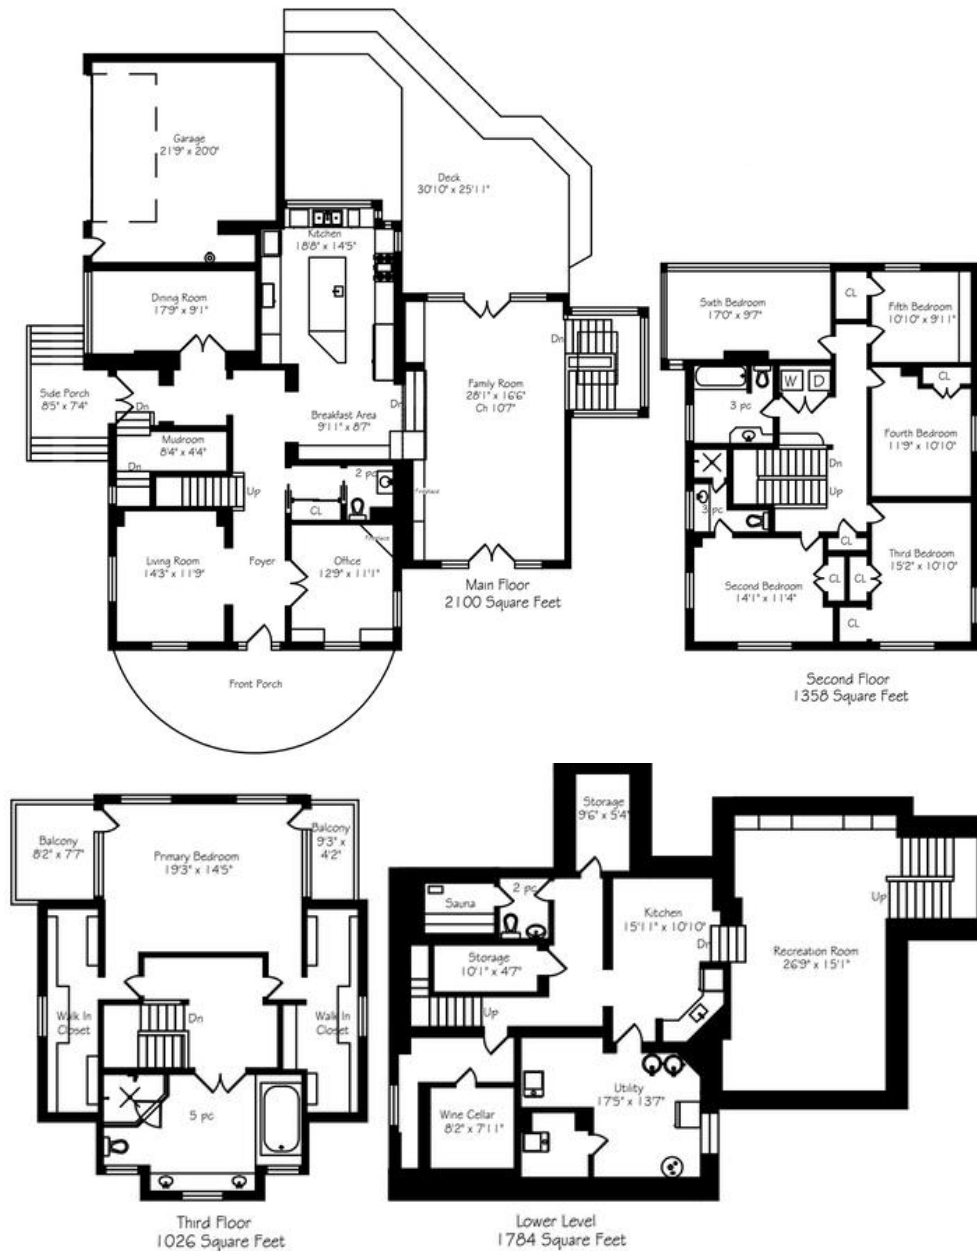 Garage
21'9" x 20'0"
Deck
30'10" x 25'11"
Kitchen
18'8" x 14'5"
Dining Room
17'9" x 9'1"
Side Porch
8'5" x 7'4"
Dn
Mudroom
8'4" x 4'4"
Dn
Up
Breakfast Area
9'11" x 8'7"
Dn
Family Room
28'1" x 16'6"
Ch 10'7"
Dn
Fireplace
2 pc
CL
Fireplace
Living Room
14'3" x 11'9"
Foyer
Office
12'9" x 11'1"
Front Porch
Main Floor
2100 Square Feet
Sixth Bedroom
17'0" x 9'7"
CL
Fifth Bedroom
10'10" x 9'11"
W
D
3 pc
CL
Fourth Bedroom
11'9" x 10'10"
Dn
Up
3 pc
CL
Third Bedroom
15'2" x 10'10"
Second Bedroom
14'1" x 11'4"
CL
CL
CL
Second Floor
1358 Square Feet
Balcony
8'2" x 7'7"
Primary Bedroom
19'3" x 14'5"
Balcony
9'3"
x
4'2"
Walk In
Closet
Dn
Walk In
Closet
5 pc
Third Floor
1026 Square Feet
Storage
9'6" x 5'4"
Sauna
2 pc
Kitchen
15'11" x 10'10"
Dn
Storage
10'1" x 4'7"
Up
Recreation Room
26'9" x 15'1"
Up
Wine Cellar
8'2" x 7'11"
Utility
17'5" x 13'7"
Lower Level
1784 Square Feet